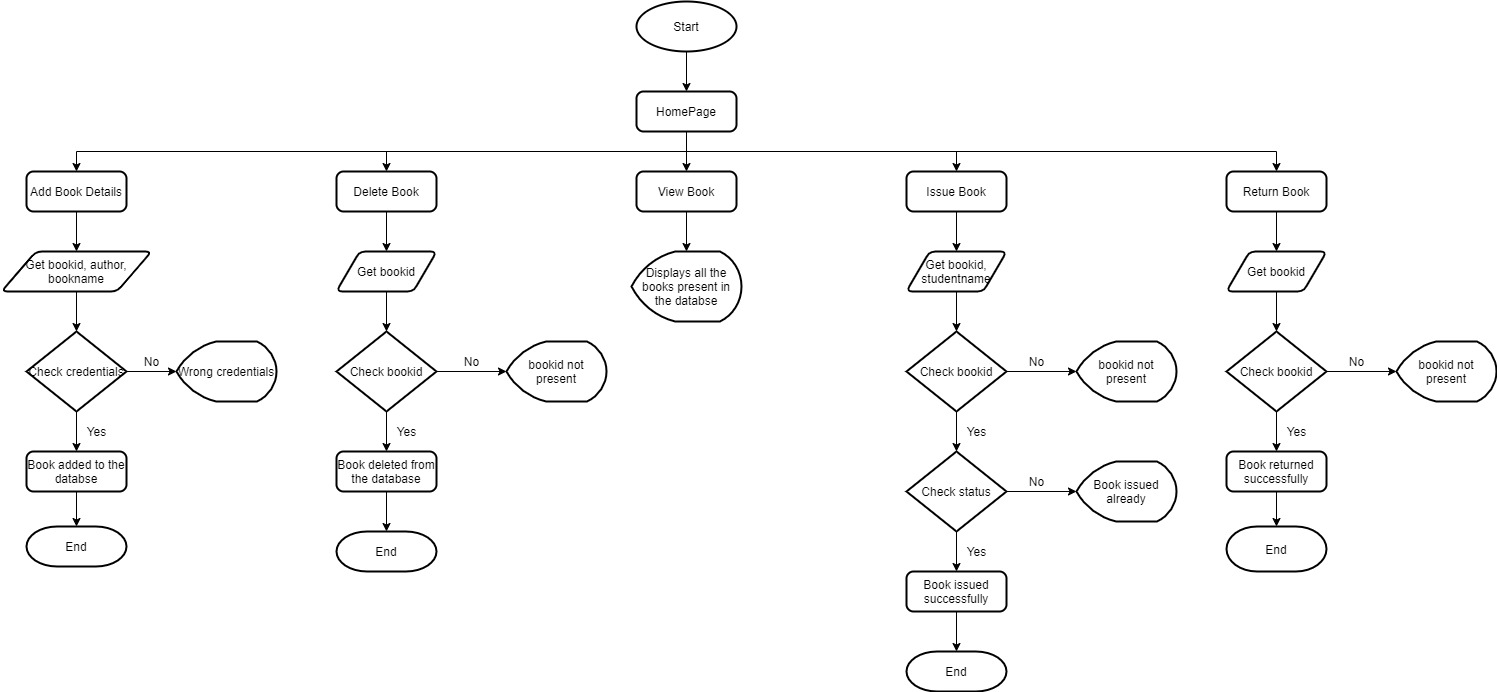 Start
HomePage
Add Book Details
Delete Book
View Book
Issue Book
Return Book
Get bookid, author,
bookname
Get bookid
Displays all the
books present in
the databse
Get bookid,
studentname
Get bookid
Check credentials
No
Wrong credentials
Check bookid
No
bookid not
present
Check bookid
No
bookid not
present
Check bookid
No
bookid not
present
Yes
Yes
Yes
Yes
Book added to the
databse
Book deleted from
the database
Check status
No
Book issued
already
Book returned
successfully
End
End
Yes
End
Book issued
successfully
End